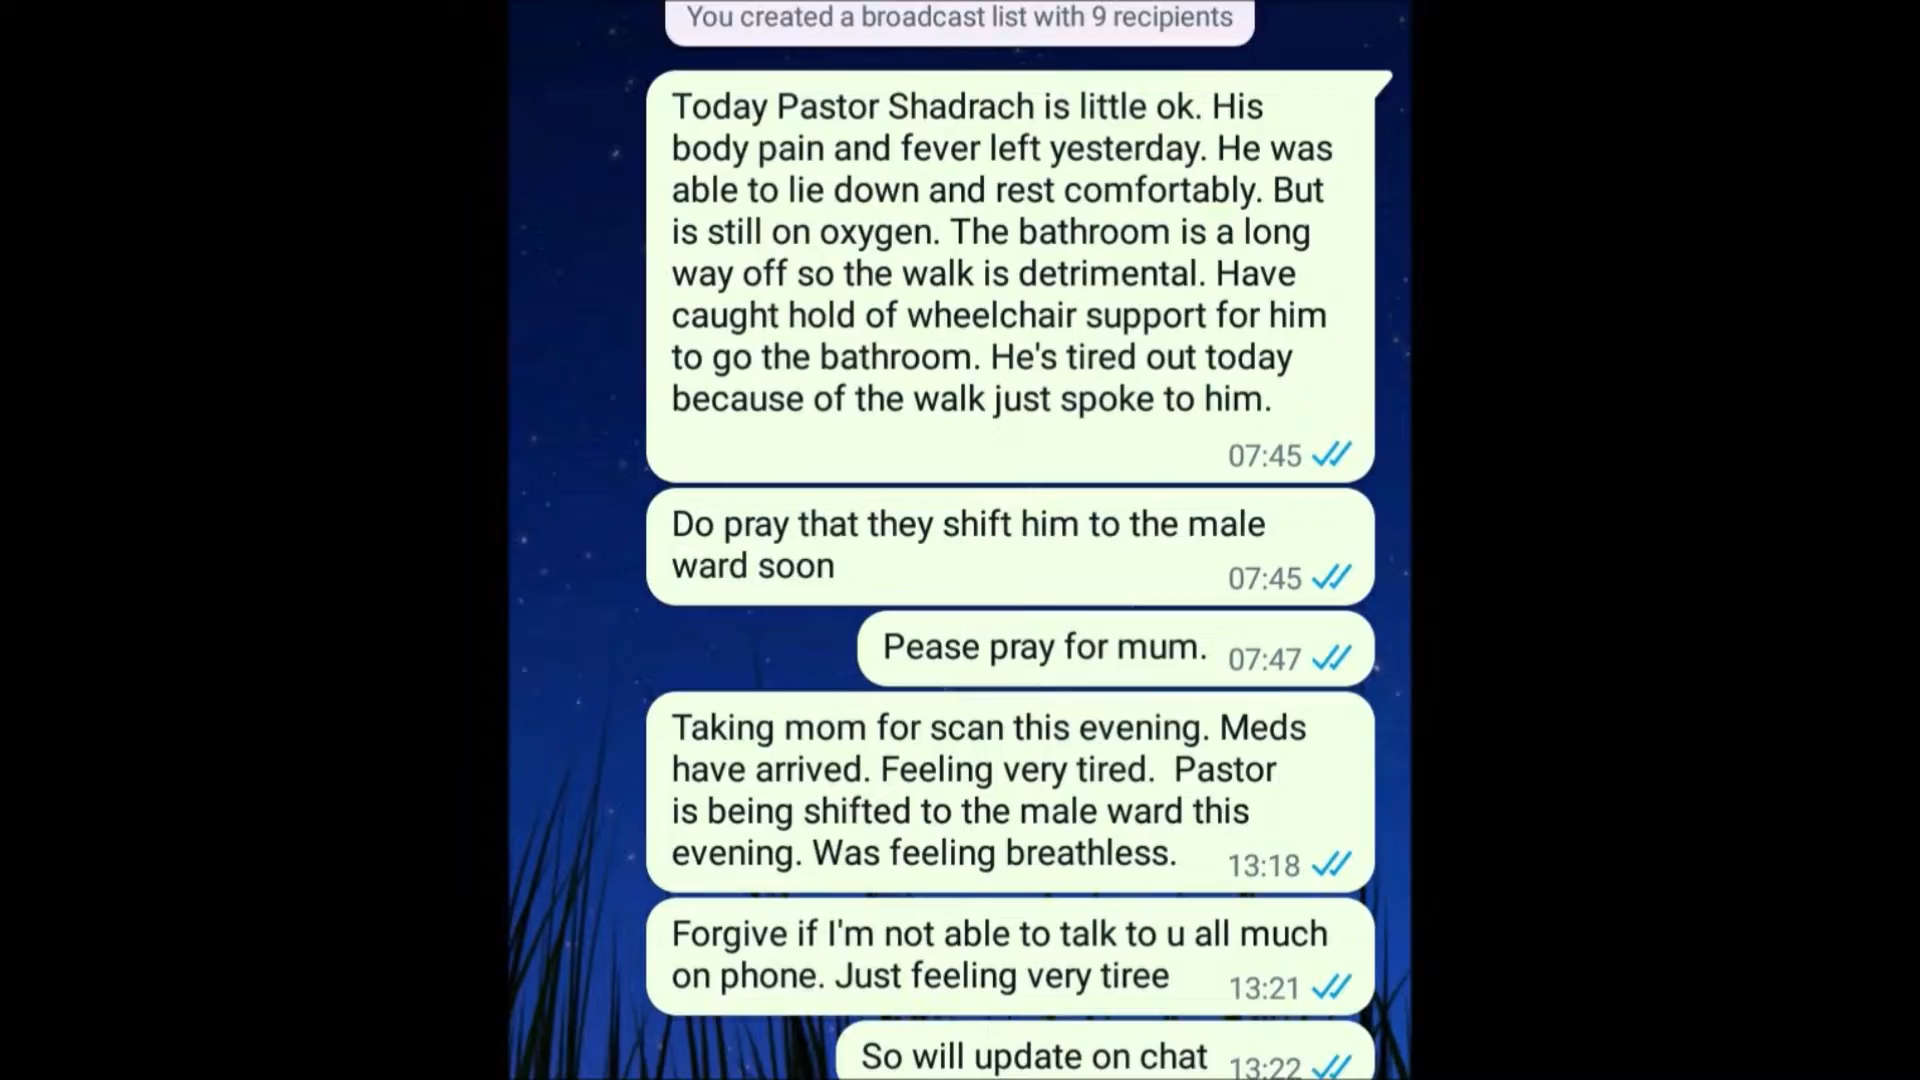 You created a broadcast list with 9 recipients
Today Pastor Shadrach is little ok. His
body pain and fever left yesterday. He was
able to lie down and rest comfortably. But
is still on oxygen. The bathroom is a long
way off so the walk is detrimental. Have
caught hold of wheelchair support for him
to go the bathroom. He's tired out today
because of the walk just spoke to him.
07:45
Do pray that they shift him to the male
ward soon
07:45
Pease pray for mum.
07:47
Taking mom for scan this evening. Meds
have arrived. Feeling very tired.  Pastor
is being shifted to the male ward this
evening. Was feeling breathless.
13:18
Forgive if I'm not able to talk to u all much
on phone. Just feeling very tiree
13:21
So will update on chat
13:22